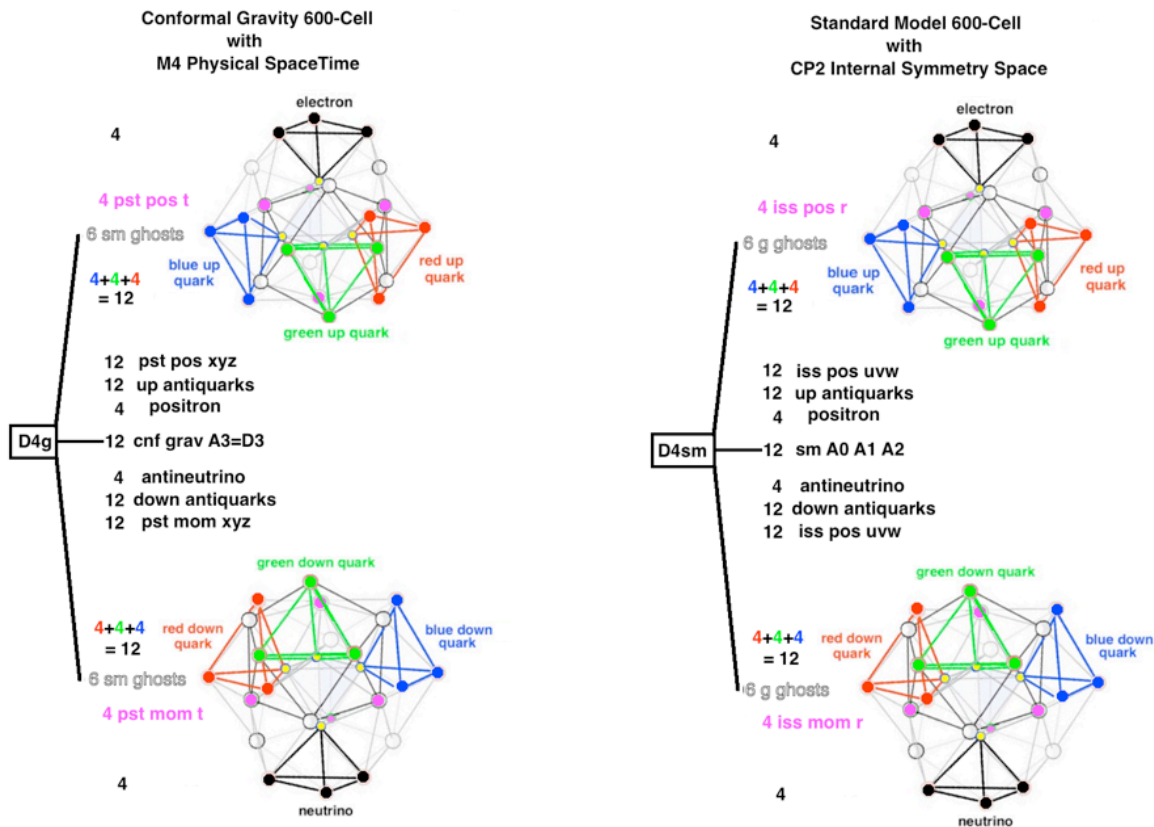 Conformal Gravity 600-Cell
with
M4 Physical SpaceTime
electron
4
4 pst pos t
6 sm ghosts
blue up
quark
red up
quark
4+4+4
= 12
green up quark
12 pst pos xyz
12 up antiquarks
4 positron
D4g
12 cnf grav A3=D3
4 antineutrino
12 down antiquarks
12 pst mom xyz
green down quark
4+4+4
= 12
red down
quark
blue down
quark
6 sm ghosts
4 pst mom t
4
neutrino
Standard Model 600-Cell
with
CP2 Internal Symmetry Space
electron
4
4 iss pos r
6 g ghosts
blue up
quark
red up
quark
4+4+4
= 12
green up quark
12 iss pos uvw
12 up antiquarks
4 positron
D4sm
12 sm A0 A1 A2
4 antineutrino
12 down antiquarks
12 iss pos uvw
green down quark
4+4+4
= 12
red down
quark
blue down
quark
6 g ghosts
4 iss mom r
4
neutrino